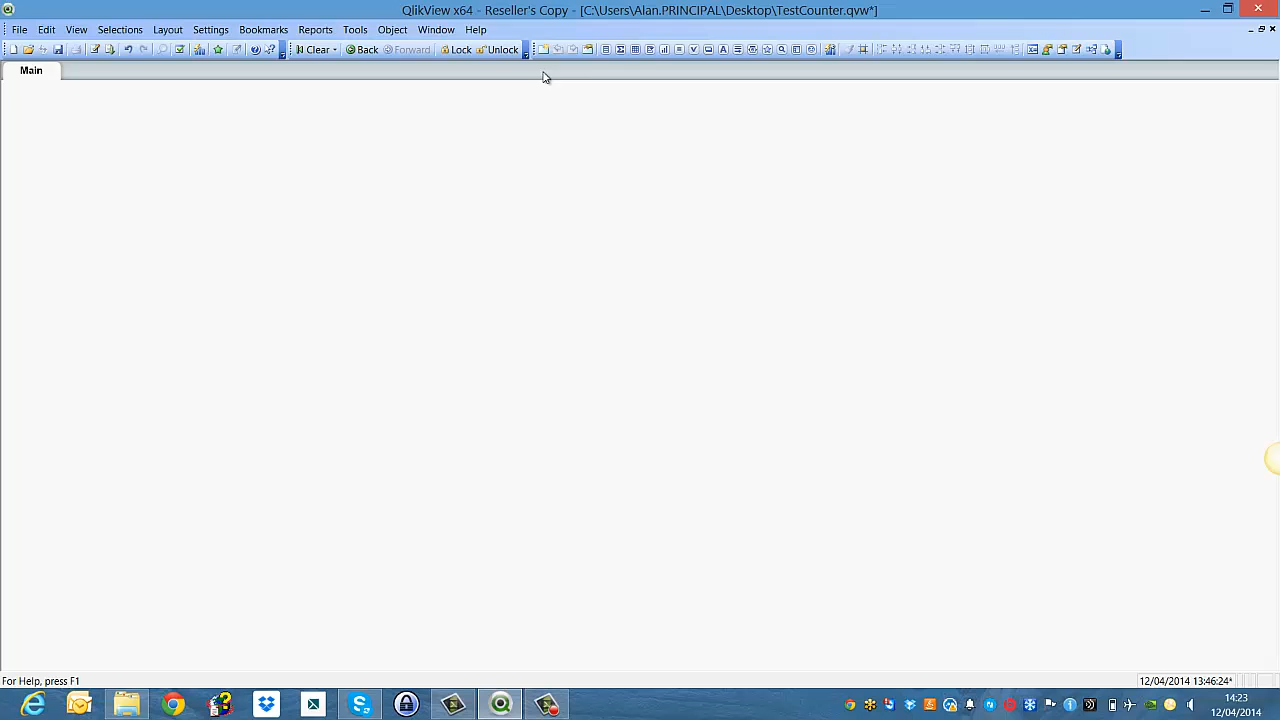 QlikView x64 - Reseller's Copy - [C:\Users\Alan.PRINCIPAL\Desktop\TestCounter.qvw*]
File Edit View Selections Layout Settings Bookmarks Reports Tools Object Window Help
Clear Back Forward Lock Unlock
Main
For Help, press F1
12/04/2014 13:46:24*
14:23
12/04/2014